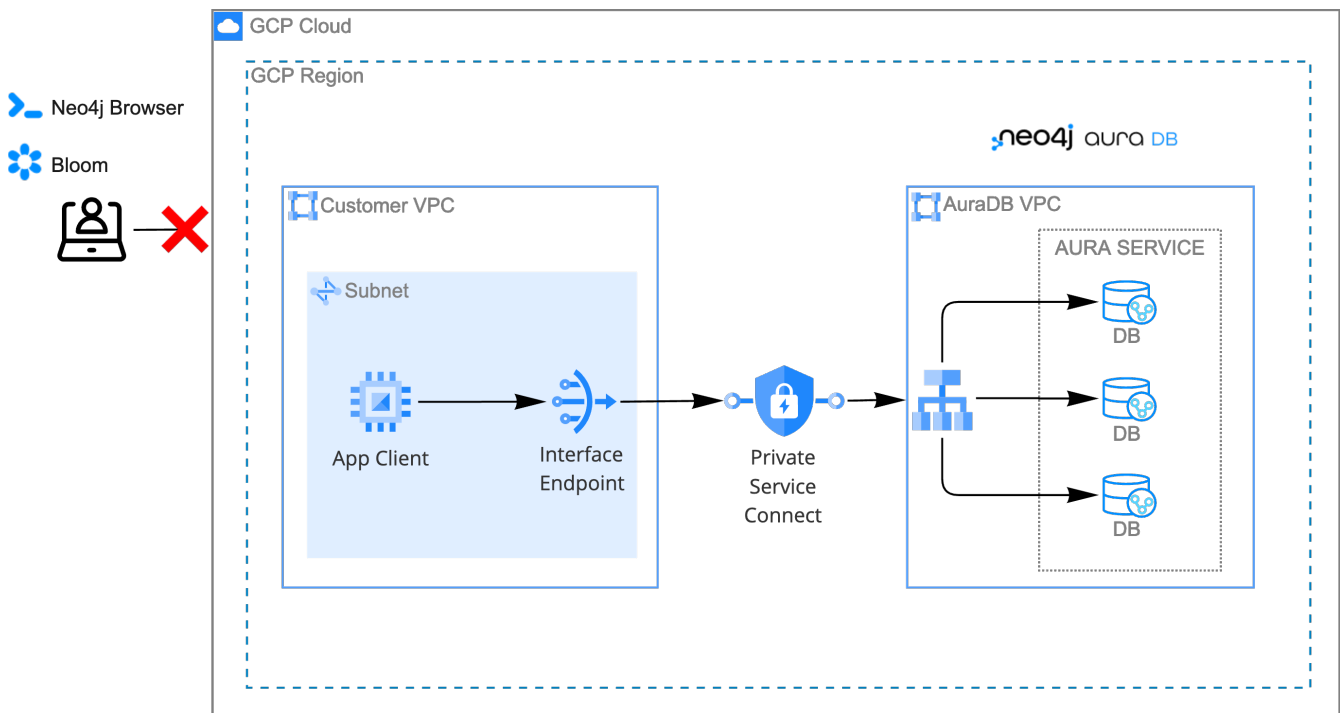 GCP Cloud
GCP Region
Neo4j Browser
Bloom
neo4j aura DB
Customer VPC
Subnet
App Client
Interface
Endpoint
Private
Service
Connect
AuraDB VPC
AURA SERVICE
DB
DB
DB